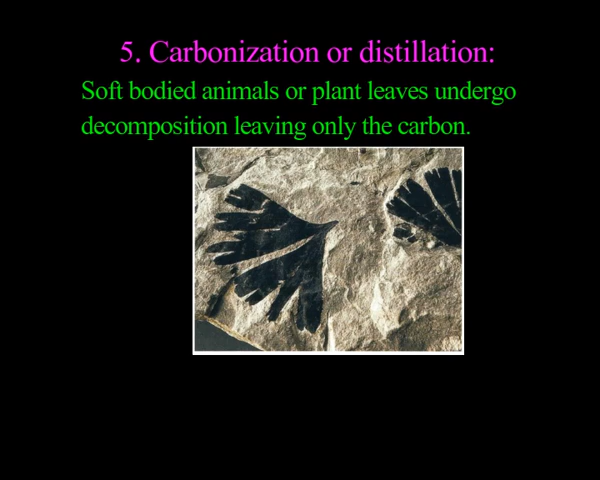 5. Carbonization or distillation:
Soft bodied animals or plant leaves undergo
decomposition leaving only the carbon.